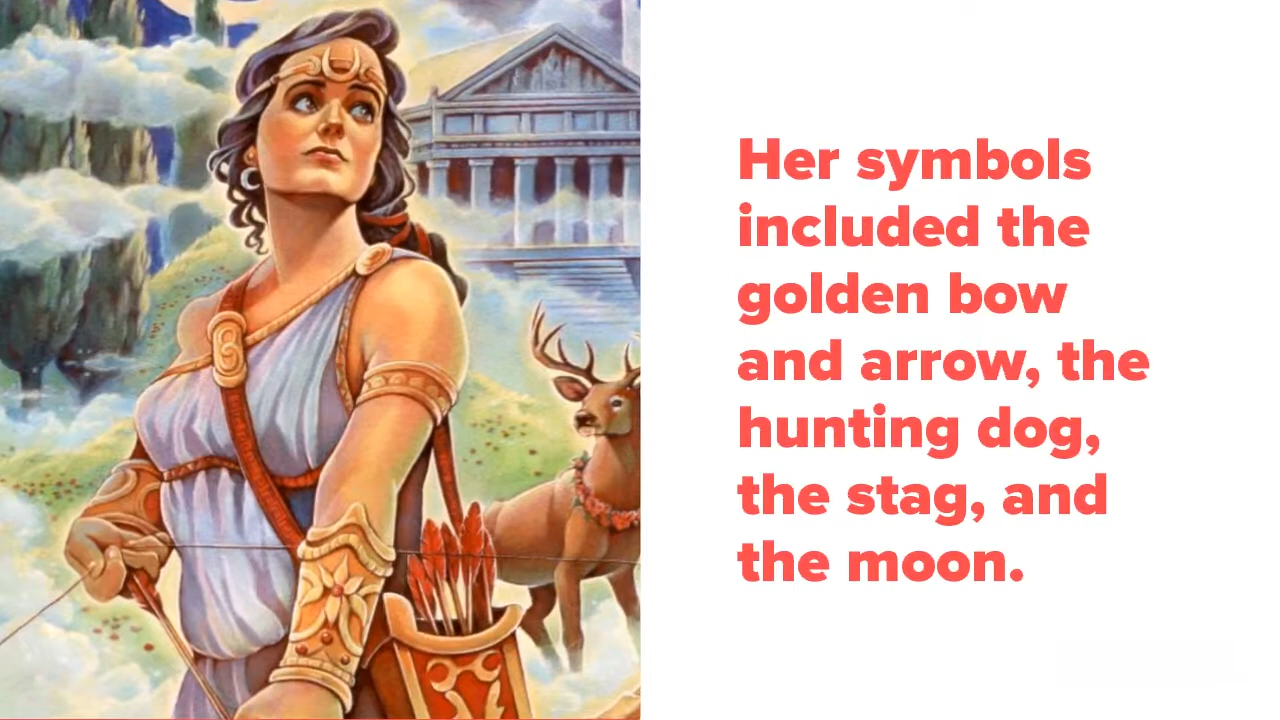 Her symbols
included the
golden bow
and arrow, the
hunting dog,
the stag, and
the moon.